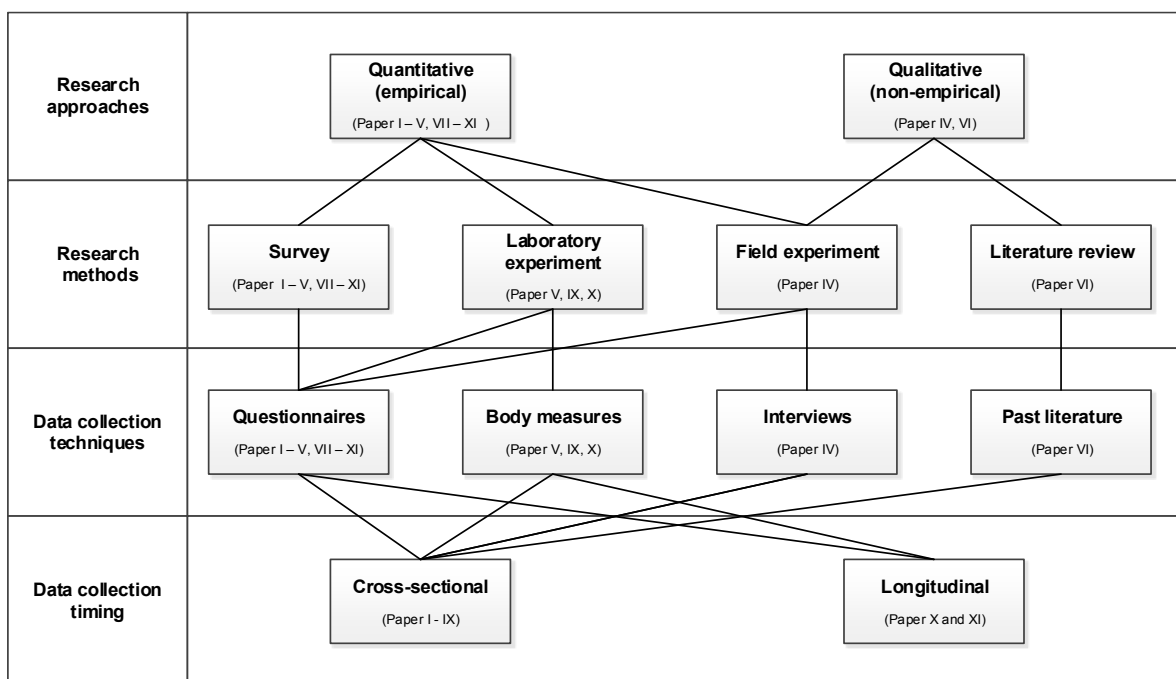 Research
approaches
Quantitative
(empirical)
(Paper I – V, VII – XI )
Qualitative
(non-empirical)
(Paper IV, VI)
Research
methods
Survey
(Paper I – V, VII – XI)
Laboratory
experiment
(Paper V, IX, X)
Field experiment
(Paper IV)
Literature review
(Paper VI)
Data collection
techniques
Questionnaires
(Paper I – V, VII – XI)
Body measures
(Paper V, IX, X)
Interviews
(Paper IV)
Past literature
(Paper VI)
Data collection
timing
Cross-sectional
(Paper I - IX)
Longitudinal
(Paper X and XI)